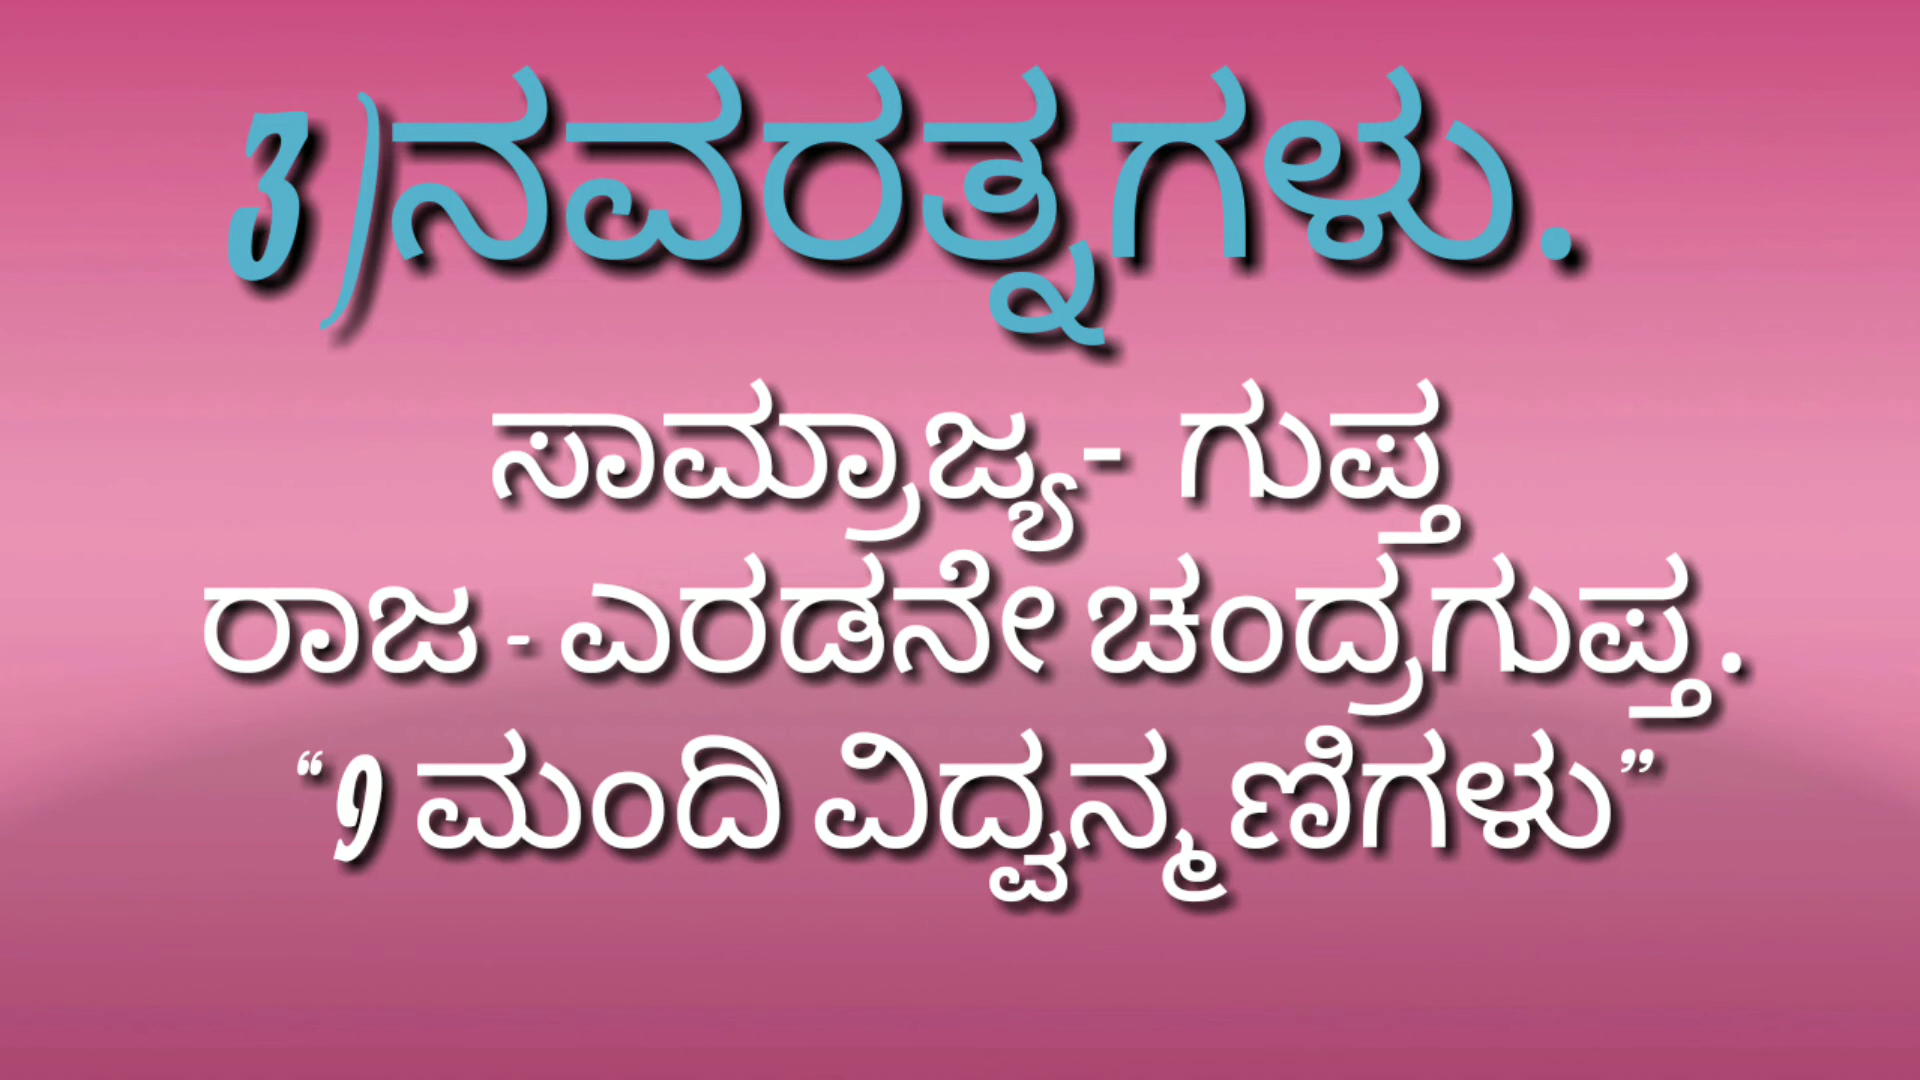 3)ನವರತ್ನಗಳು.
ಸಾಮ್ರಾಜ್ಯ- ಗುಪ್ತ
ರಾಜ - ಎರಡನೇ ಚಂದ್ರಗುಪ್ತ.
“9 ಮಂದಿ ವಿದ್ವನ್ಮಣಿಗಳು”